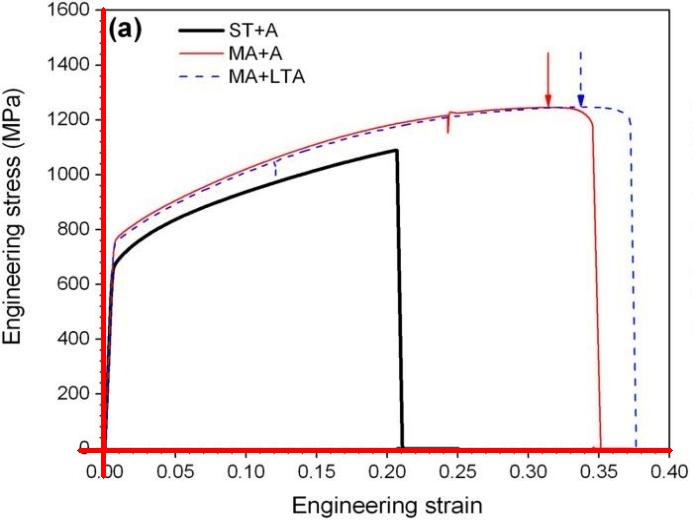 (a)
ST+A
MA+A
MA+LTA
1600
1400
1200
1000
800
600
400
200
0
Engineering stress (MPa)
0.00 0.05 0.10 0.15 0.20 0.25 0.30 0.35 0.40
Engineering strain